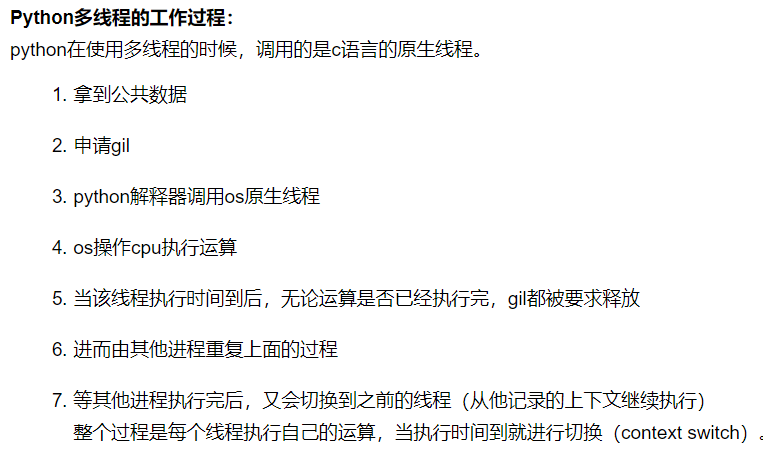 Python多线程的工作过程：
python在使用多线程的时候，调用的是c语言的原生线程。
1. 拿到公共数据
2. 申请gil
3. python解释器调用os原生线程
4. os操作cpu执行运算
5. 当该线程执行时间到后，无论运算是否已经执行完，gil都被要求释放
6. 进而由其他进程重复上面的过程
7. 等其他进程执行完后，又会切换到之前的线程（从他记录的上下文继续执行）
整个过程是每个线程执行自己的运算，当执行时间到就进行切换（context switch）。